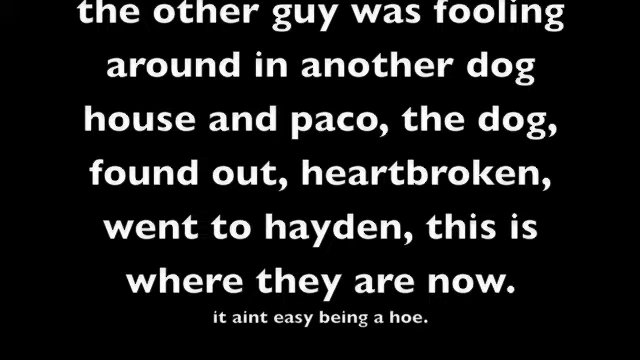 the other guy was fooling
around in another dog
house and paco, the dog,
found out, heartbroken,
went to hayden, this is
where they are now.
it aint easy being a hoe.